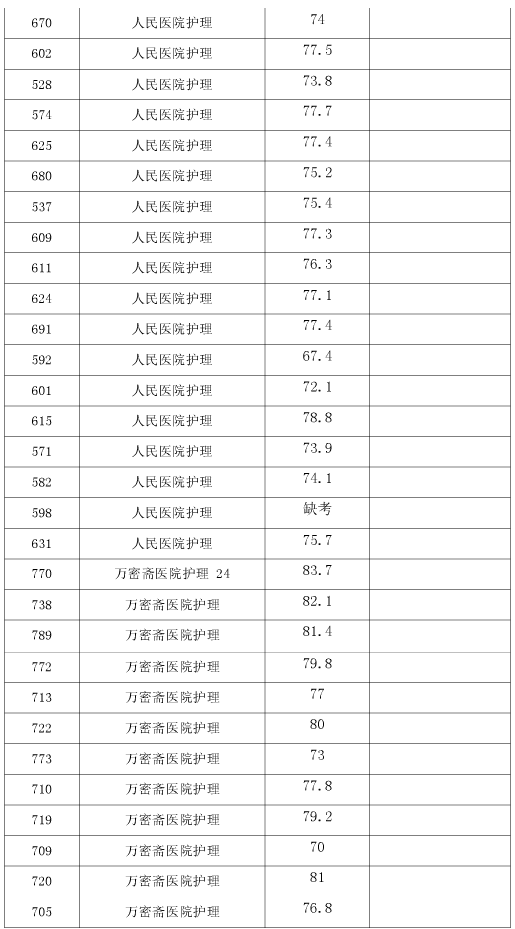 670 人民医院护理 74
602 人民医院护理 77.5
528 人民医院护理 73.8
574 人民医院护理 77.7
625 人民医院护理 77.4
680 人民医院护理 75.2
537 人民医院护理 75.4
609 人民医院护理 77.3
611 人民医院护理 76.3
624 人民医院护理 77.1
691 人民医院护理 77.4
592 人民医院护理 67.4
601 人民医院护理 72.1
615 人民医院护理 78.8
571 人民医院护理 73.9
582 人民医院护理 74.1
598 人民医院护理 缺考
631 人民医院护理 75.7
770 万密斋医院护理 24 83.7
738 万密斋医院护理 82.1
789 万密斋医院护理 81.4
772 万密斋医院护理 79.8
713 万密斋医院护理 77
722 万密斋医院护理 80
773 万密斋医院护理 73
710 万密斋医院护理 77.8
719 万密斋医院护理 79.2
709 万密斋医院护理 70
720 万密斋医院护理 81
705 万密斋医院护理 76.8